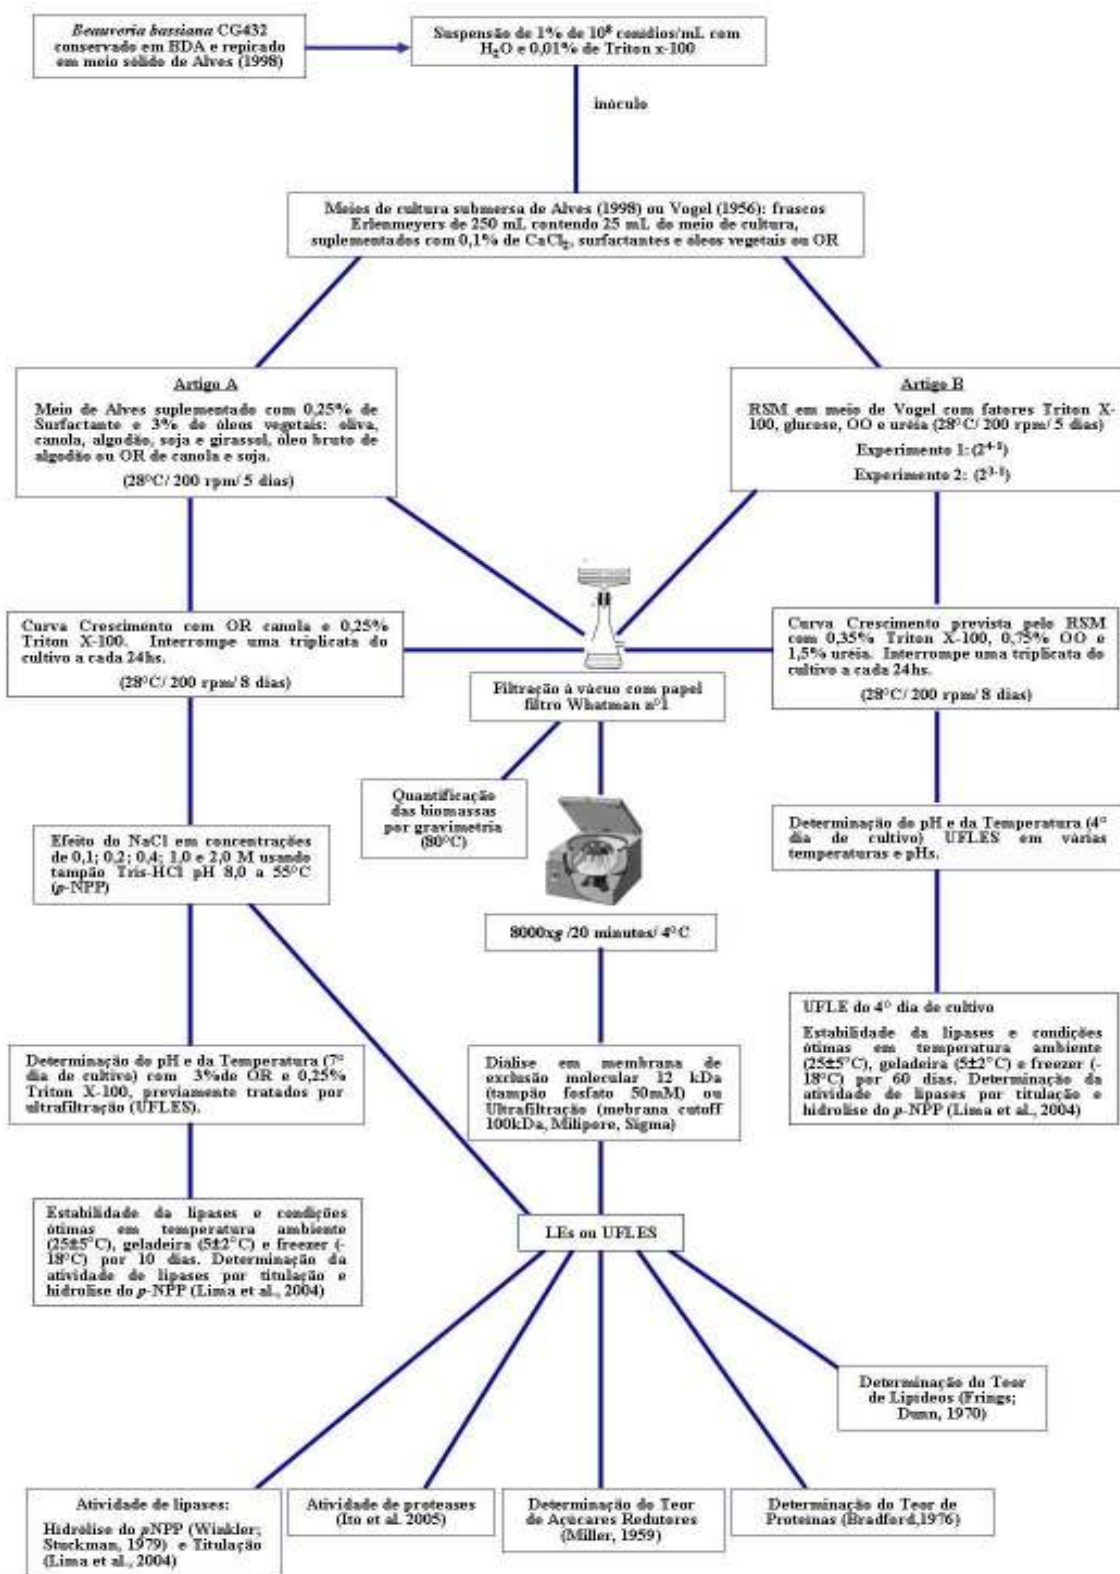 Beauveria bassiana CG432
conservado em BDA e repicado
em meio sólido de Alves (1998)
Suspensão de 1% de 10⁸ conídios/mL com
H₂O e 0,01% de Triton x-100
inóculo
Meios de cultura submersa de Alves (1998) ou Vogel (1956): frascos
Erlenmeyers de 250 mL contendo 25 mL do meio de cultura,
suplementados com 0,1% de CaCl₂, surfactantes e óleos vegetais ou OR
Artigo A
Meio de Alves suplementado com 0,25% de
Surfactante e 3% de óleos vegetais: oliva,
canola, algodão, soja e girassol, óleo bruto de
algodão ou OR de canola e soja.
(28°C/ 200 rpm/ 5 dias)
Artigo B
RSM em meio de Vogel com fatores Triton X-
100, glucose, OO e uréia (28°C/ 200 rpm/ 5 dias)
Experimento 1: (2⁴⁻¹)
Experimento 2: (2³⁻¹)
Curva Crescimento com OR canola e 0,25%
Triton X-100. Interrompe uma triplicata do
cultivo a cada 24hs.
(28°C/ 200 rpm/ 8 dias)
Curva Crescimento prevista pelo RSM
com 0,35% Triton X-100, 0,75% OO e
1,5% uréia. Interrompe uma triplicata do
cultivo a cada 24hs.
(28°C/ 200 rpm/ 8 dias)
Filtração à vácuo com papel
filtro Whatman n°1
Quantificação
das biomassas
por gravimetria
(80°C)
Efeito do NaCl em concentrações
de 0,1; 0,2; 0,4; 1,0 e 2,0 M usando
tampão Tris-HCl pH 8,0 a 55°C
(p-NPP)
Determinação do pH e da Temperatura (4°
dia de cultivo) UFLES em várias
temperaturas e pHs.
8000xg /20 minutos/ 4°C
UFLE do 4° dia de cultivo
Estabilidade da lipases e condições
ótimas em temperatura ambiente
(25±5°C), geladeira (5±2°C) e freezer (-
18°C) por 60 dias. Determinação da
atividade de lipases por titulação e
hidrólise do p-NPP (Lima et al., 2004)
Determinação do pH e da Temperatura (7°
dia de cultivo) com 3%de OR e 0,25%
Triton X-100, previamente tratados por
ultrafiltração (UFLES).
Diálise em membrana de
exclusão molecular 12 kDa
(tampão fosfato 50mM) ou
Ultrafiltração (mebrana cutoff
100kDa, Milipore, Sigma)
Estabilidade da lipases e condições
ótimas em temperatura ambiente
(25±5°C), geladeira (5±2°C) e freezer (-
18°C) por 10 dias. Determinação da
atividade de lipases por titulação e
hidrólise do p-NPP (Lima et al., 2004)
LEs ou UFLES
Determinação do Teor
de Lipídeos (Frings;
Dunn, 1970)
Atividade de lipases:
Hidrólise do pNPP (Winkler;
Stuckman, 1979) e Titulação
(Lima et al., 2004)
Atividade de proteases
(Ito et al. 2005)
Determinação do Teor
de Açúcares Redutores
(Miller, 1959)
Determinação do Teor de
Proteínas (Bradford,1976)